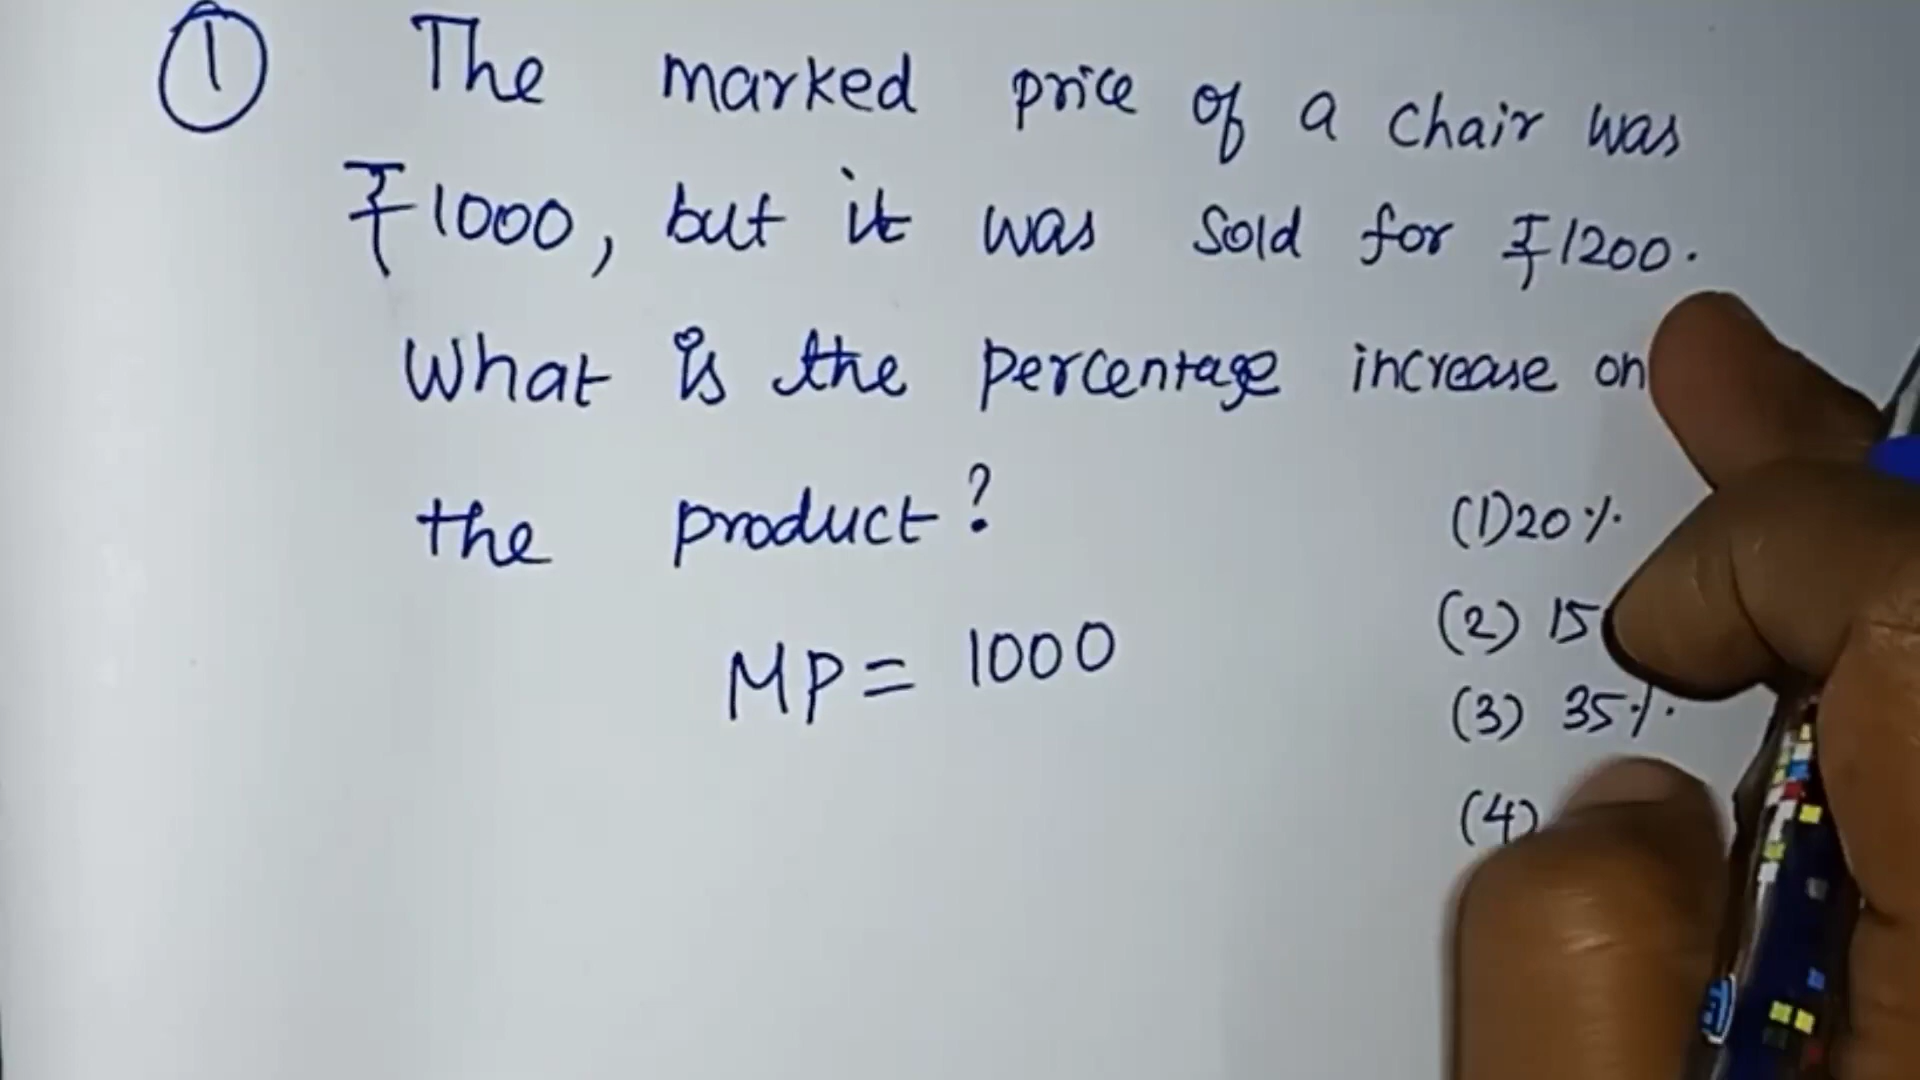 1
The marked price of a chair was
₹1000, but it was sold for ₹1200.
What is the percentage increase on
the product?
(1) 20%
(2) 15
(3) 35%
(4)
MP = 1000